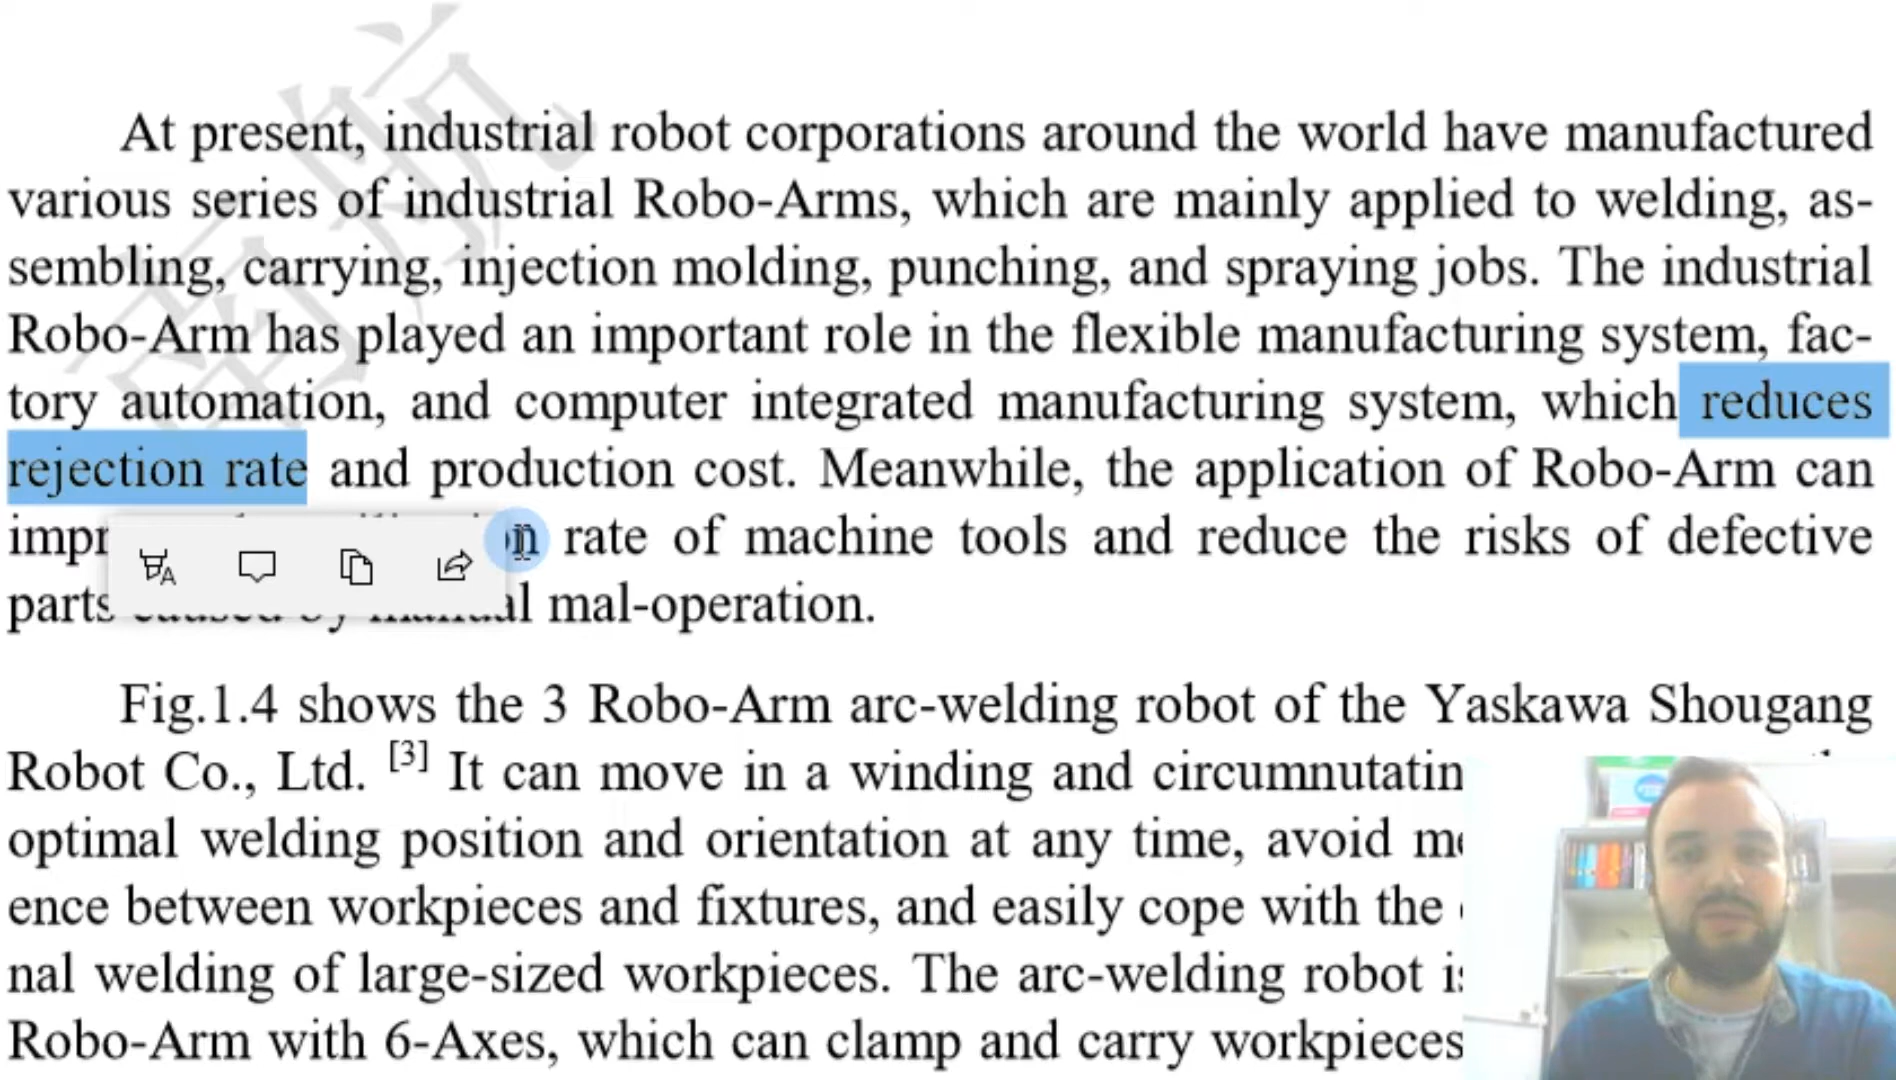 南航
At present, industrial robot corporations around the world have manufactured
various series of industrial Robo-Arms, which are mainly applied to welding, as-
sembling, carrying, injection molding, punching, and spraying jobs. The industrial
Robo-Arm has played an important role in the flexible manufacturing system, fac-
tory automation, and computer integrated manufacturing system, which reduces
rejection rate and production cost. Meanwhile, the application of Robo-Arm can
rate of machine tools and reduce the risks of defective
parts mal-operation.
Fig.1.4 shows the 3 Robo-Arm arc-welding robot of the Yaskawa Shougang
Robot Co., Ltd. [3] It can move in a winding and circumnutatin
optimal welding position and orientation at any time, avoid
ence between workpieces and fixtures, and easily cope with the
nal welding of large-sized workpieces. The arc-welding robot
Robo-Arm with 6-Axes, which can clamp and carry workpieces